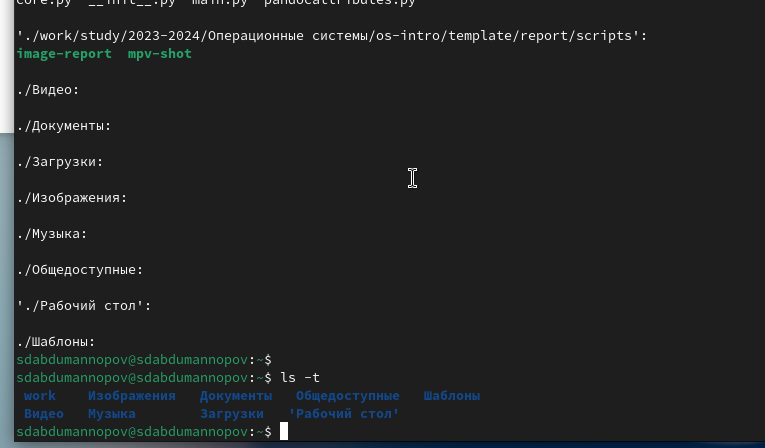 core.py __init__.py main.py pandocattributes.py
'./work/study/2023-2024/Операционные системы/os-intro/template/report/scripts':
image-report mpv-shot
./Видео:
./Документы:
./Загрузки:
./Изображения:
./Музыка:
./Общедоступные:
'./Рабочий стол':
./Шаблоны:
sdabdumannopov@sdabdumannopov:~$
sdabdumannopov@sdabdumannopov:~$ ls -t
work Изображения Документы Общедоступные Шаблоны
Видео Музыка Загрузки 'Рабочий стол'
sdabdumannopov@sdabdumannopov:~$